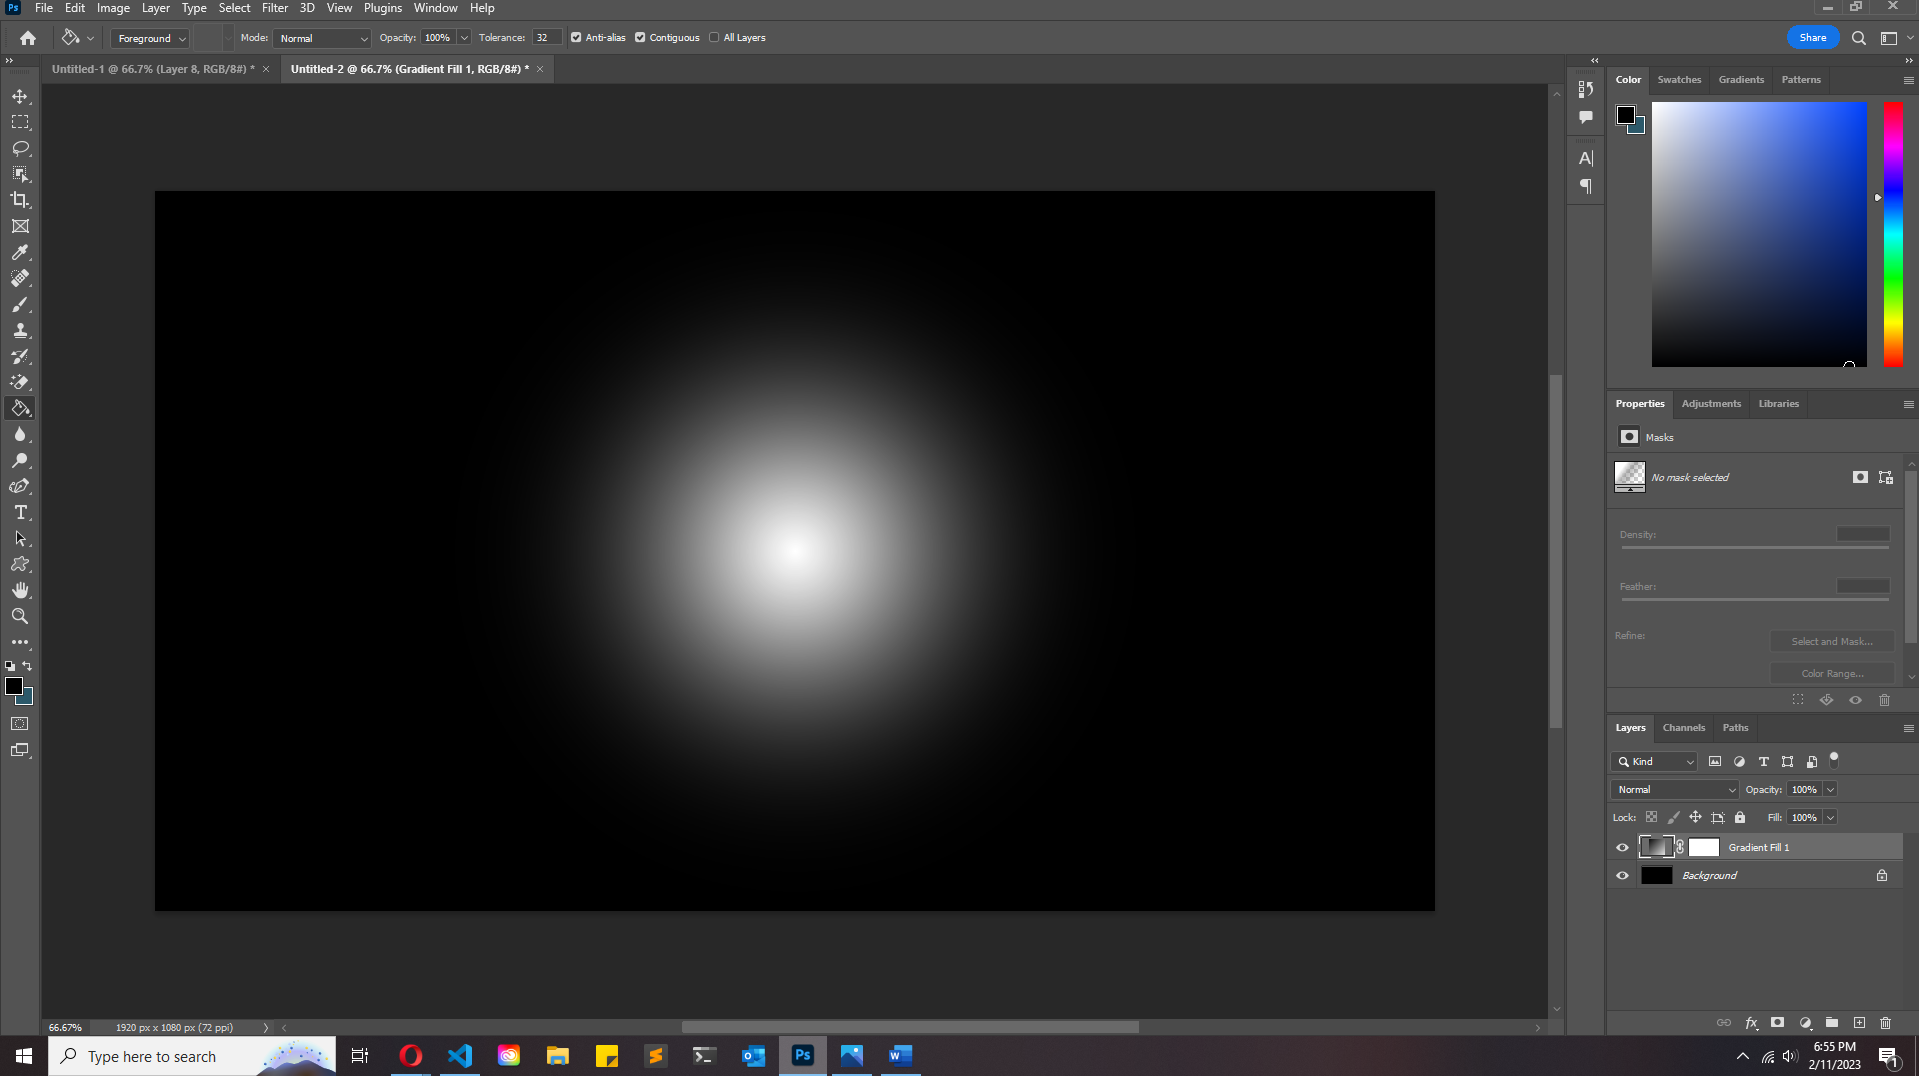 Ps File Edit Image Layer Type Select Filter 3D View Plugins Window Help
Foreground Mode: Normal Opacity: 100% Tolerance: 32 Anti-alias Contiguous All Layers Share
Untitled-1 @ 66.7% (Layer 8, RGB/8#) * × Untitled-2 @ 66.7% (Gradient Fill 1, RGB/8#) * ×
Color Swatches Gradients Patterns
Properties Adjustments Libraries
Masks
No mask selected
Density:
Feather:
Refine: Select and Mask...
Color Range...
Layers Channels Paths
Kind
Normal Opacity: 100%
Lock: Fill: 100%
Gradient Fill 1
Background
66.67% 1920 px x 1080 px (72 ppi)
Type here to search
Ps
6:55 PM
2/11/2023
1